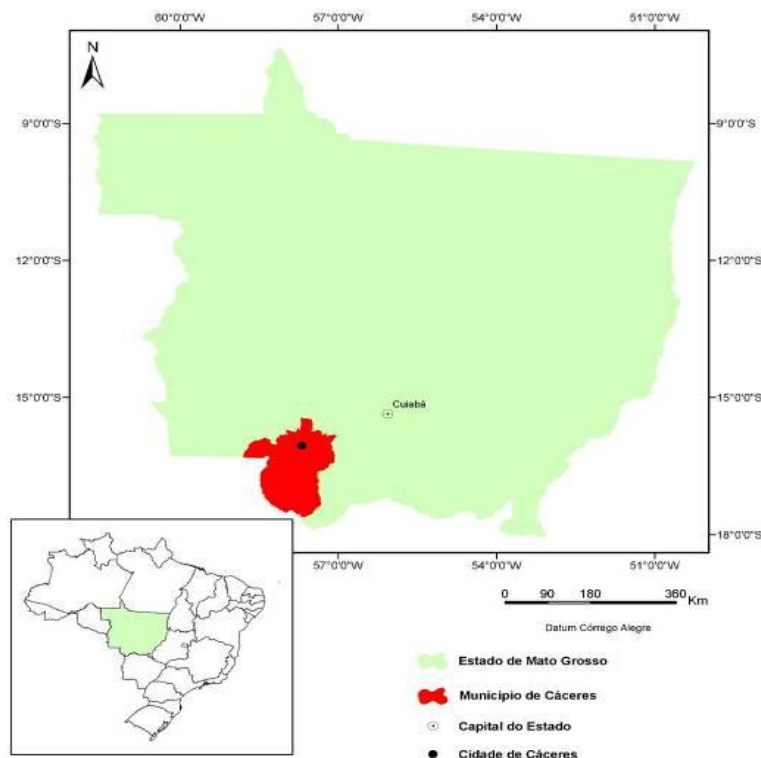 60°0'0"W 57°0'0"W 54°0'0"W 51°0'0"W
N
9°0'0"S 9°0'0"S
12°0'0"S 12°0'0"S
15°0'0"S 15°0'0"S
Cuiabá
18°0'0"S
57°0'0"W 54°0'0"W 51°0'0"W
0 90 180 360 Km
Datum Córrego Alegre
Estado de Mato Grosso
Município de Cáceres
Capital do Estado
Cidade de Cáceres